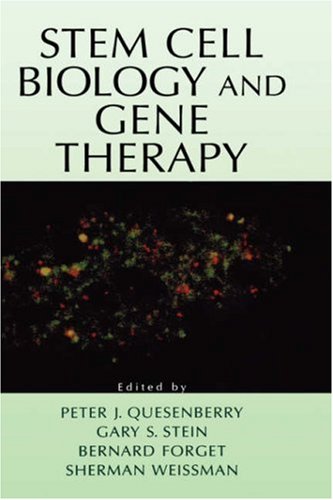 STEM CELL
BIOLOGY AND
GENE
THERAPY
Edited by
PETER J. QUESENBERRY
GARY S. STEIN
BERNARD FORGET
SHERMAN WEISSMAN